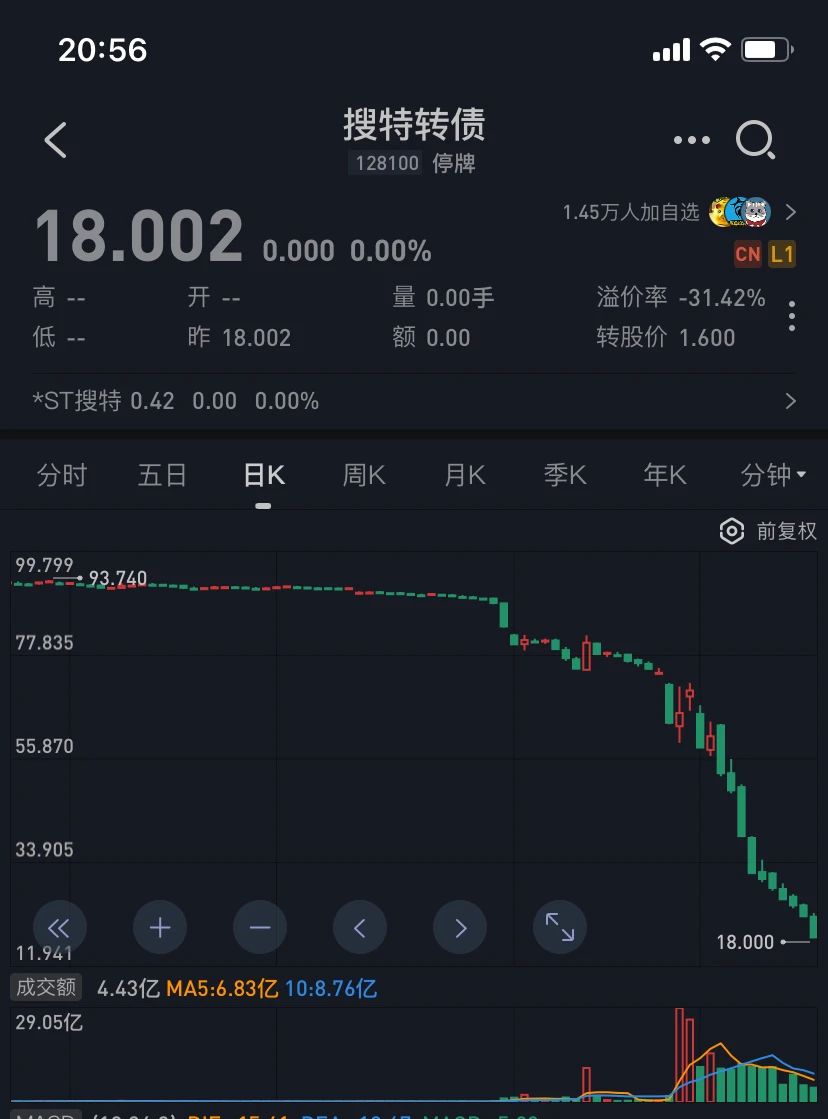 20:56
搜特转债
128100 停牌
18.002 0.000 0.00%
1.45万人加自选
CN L1
高 -- 开 -- 量 0.00手 溢价率 -31.42%
低 -- 昨 18.002 额 0.00 转股价 1.600
*ST搜特 0.42 0.00 0.00%
分时 五日 日K 周K 月K 季K 年K 分钟
前复权
99.799
93.740
77.835
55.870
33.905
18.000
11.941
成交额 4.43亿 MA5:6.83亿 10:8.76亿
29.05亿